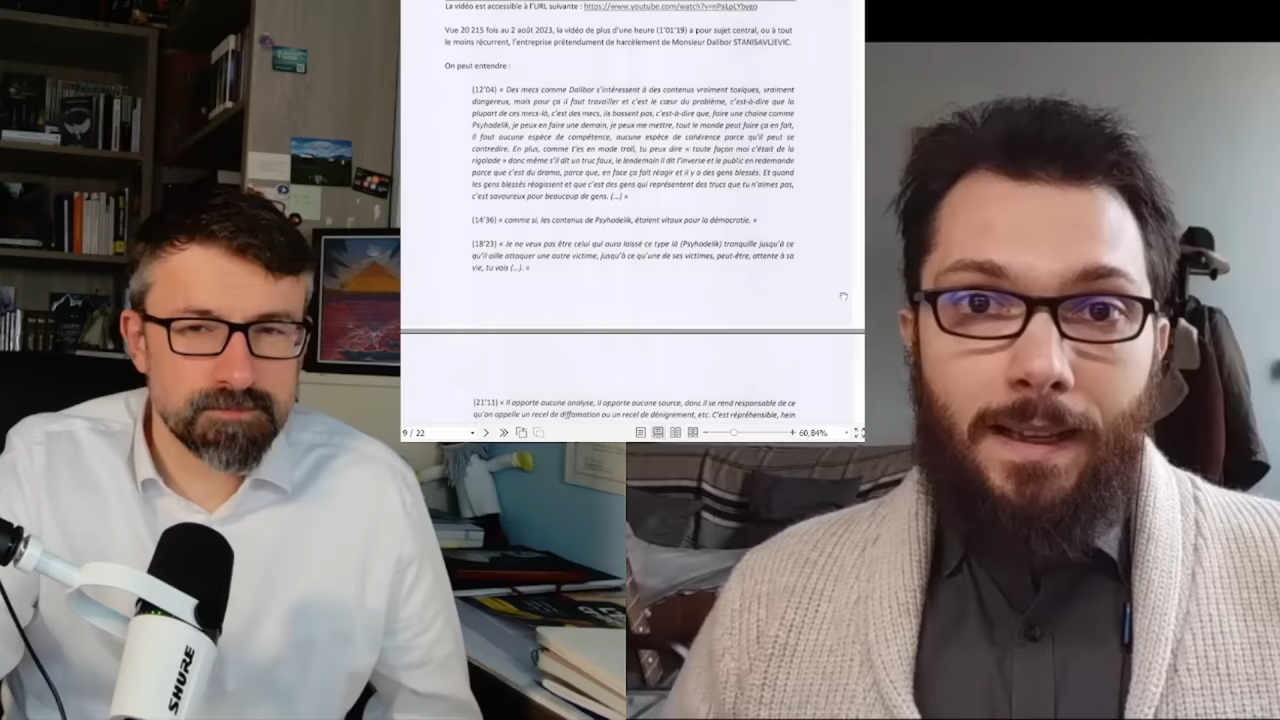 La vidéo est accessible à l'URL suivante : https://www.youtube.com/watch?v=nPaLpLYbygo
Vue 20 215 fois au 2 août 2023, la vidéo de plus d'une heure (1'01'19) a pour sujet central, ou à tout
le moins récurrent, l'entreprise prétendument de harcèlement de Monsieur Dalibor STANISAVLJEVIC.
On peut entendre :
(12'04) « Des mecs comme Dalibor s'intéressent à des contenus vraiment toxiques, vraiment
dangereux, mais pour ça il faut travailler et c'est le cœur du problème, c'est-à-dire que la
plupart de ces mecs-là, c'est des mecs, ils bossent pas, c'est-à-dire que, faire une chaine comme
Psyhodelik, je peux en faire une demain, je peux me mettre, tout le monde peut faire ça en fait,
il faut aucune espèce de compétence, aucune espèce de cohérence parce qu'il peut se
contredire. En plus, comme t'es en mode troll, tu peux dire « toute façon moi c'était de la
rigolade » donc même s'il dit un truc faux, le lendemain il dit l'inverse et le public en redemande
parce que c'est du drama, parce que, en face ça fait réagir et il y a des gens blessés. Et quand
les gens blessés réagissent et que c'est des gens qui représentent des trucs que tu n'aimes pas,
c'est savoureux pour beaucoup de gens. (...) »
(14'36) « comme si, les contenus de Psyhodelik, étaient vitaux pour la démocratie. »
(18'23) « Je ne veux pas être celui qui aura laissé ce type là (Psyhodelik) tranquille jusqu'à ce
qu'il aille attaquer une autre victime, jusqu'à ce qu'une de ses victimes, peut-être, attente à sa
vie, tu vois (...). »
(21'11) « Il apporte aucune analyse, il apporte aucune source, donc il se rend responsable de ce
qu'on appelle un recel de diffamation ou un recel de dénigrement, etc. C'est répréhensible, hein
9 / 22
60,84%
SHURE